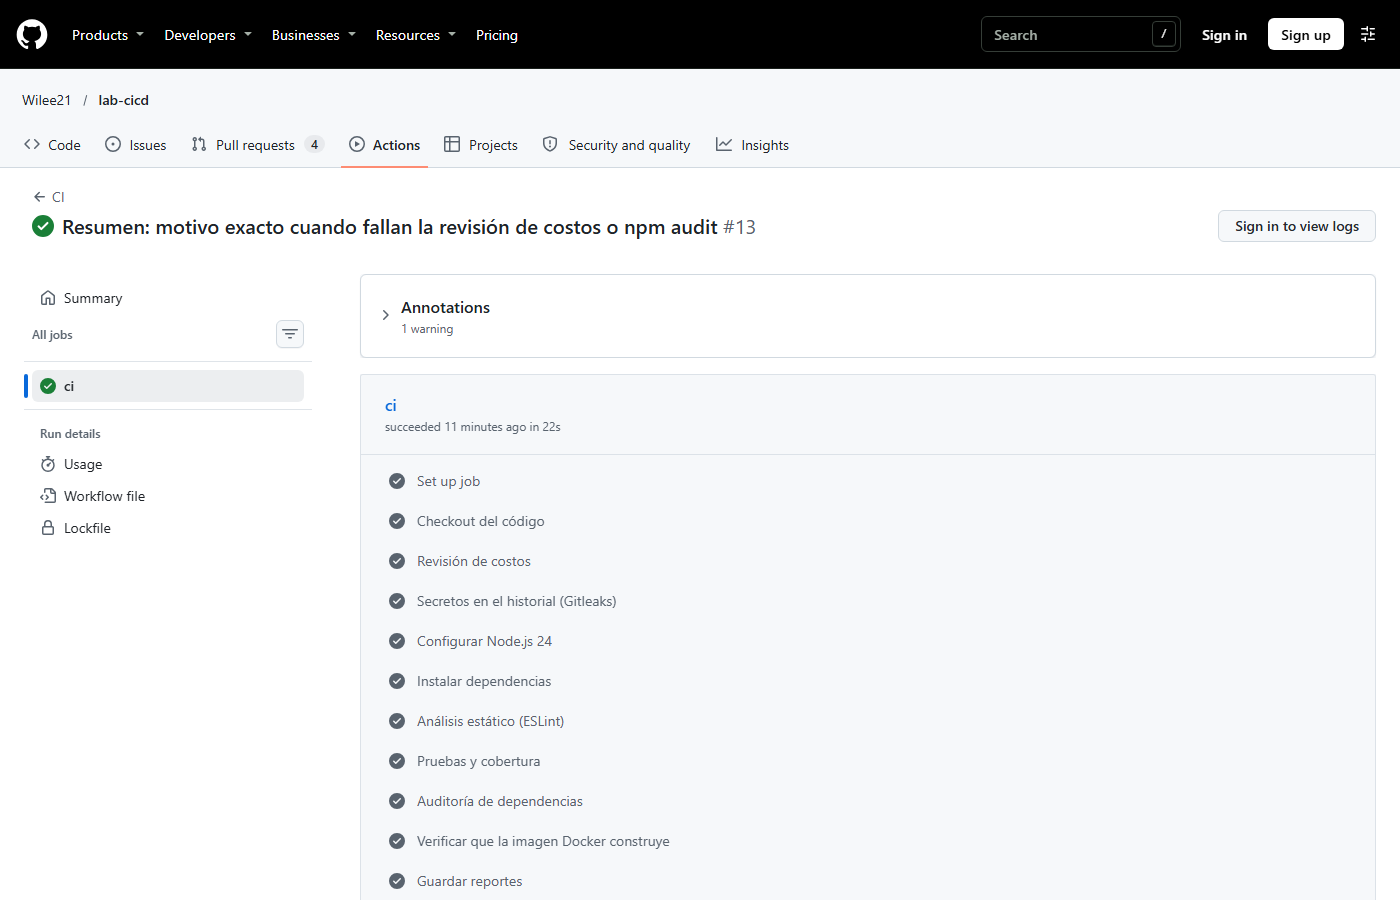 Products
Developers
Businesses
Resources
Pricing
Search
/
Sign in
Sign up
Wilee21 / lab-cicd
Code
Issues
Pull requests 4
Actions
Projects
Security and quality
Insights
← CI
Resumen: motivo exacto cuando fallan la revisión de costos o npm audit #13
Sign in to view logs
Summary
All jobs
ci
Run details
Usage
Workflow file
Lockfile
Annotations
1 warning
ci
succeeded 11 minutes ago in 22s
Set up job
Checkout del código
Revisión de costos
Secretos en el historial (Gitleaks)
Configurar Node.js 24
Instalar dependencias
Análisis estático (ESLint)
Pruebas y cobertura
Auditoría de dependencias
Verificar que la imagen Docker construye
Guardar reportes